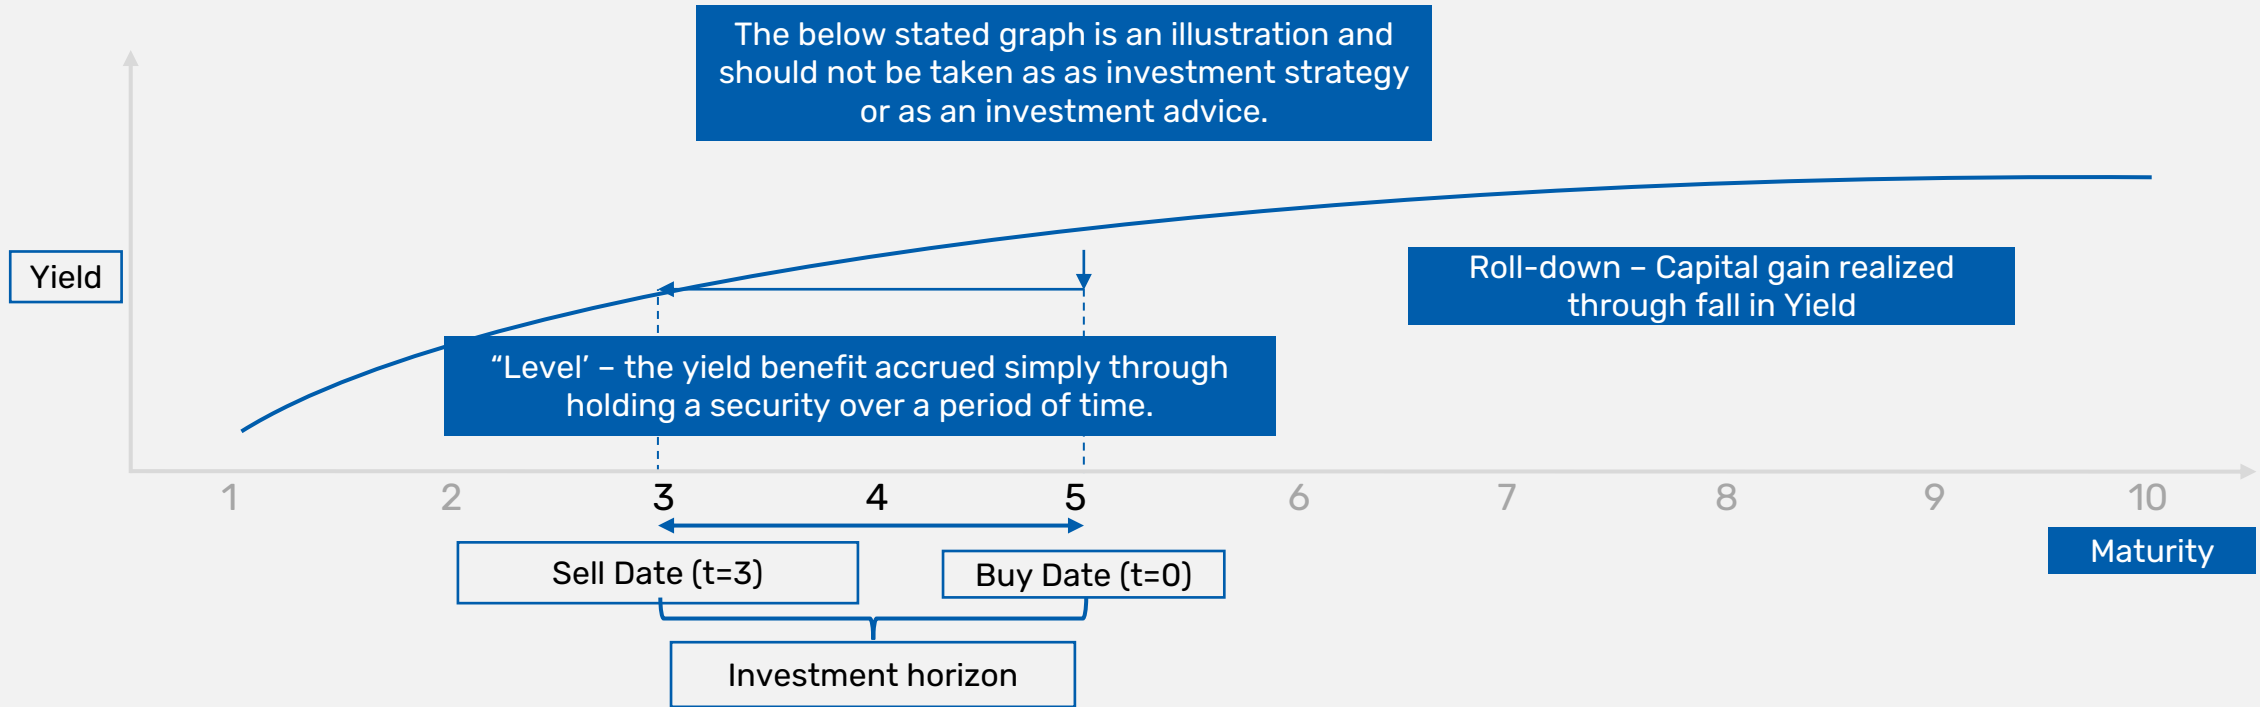 The below stated graph is an illustration and
should not be taken as as investment strategy
or as an investment advice.
Yield
Roll-down – Capital gain realized
through fall in Yield
“Level’ – the yield benefit accrued simply through
holding a security over a period of time.
1 2 3 4 5 6 7 8 9 10
Maturity
Sell Date (t=3)
Buy Date (t=0)
Investment horizon